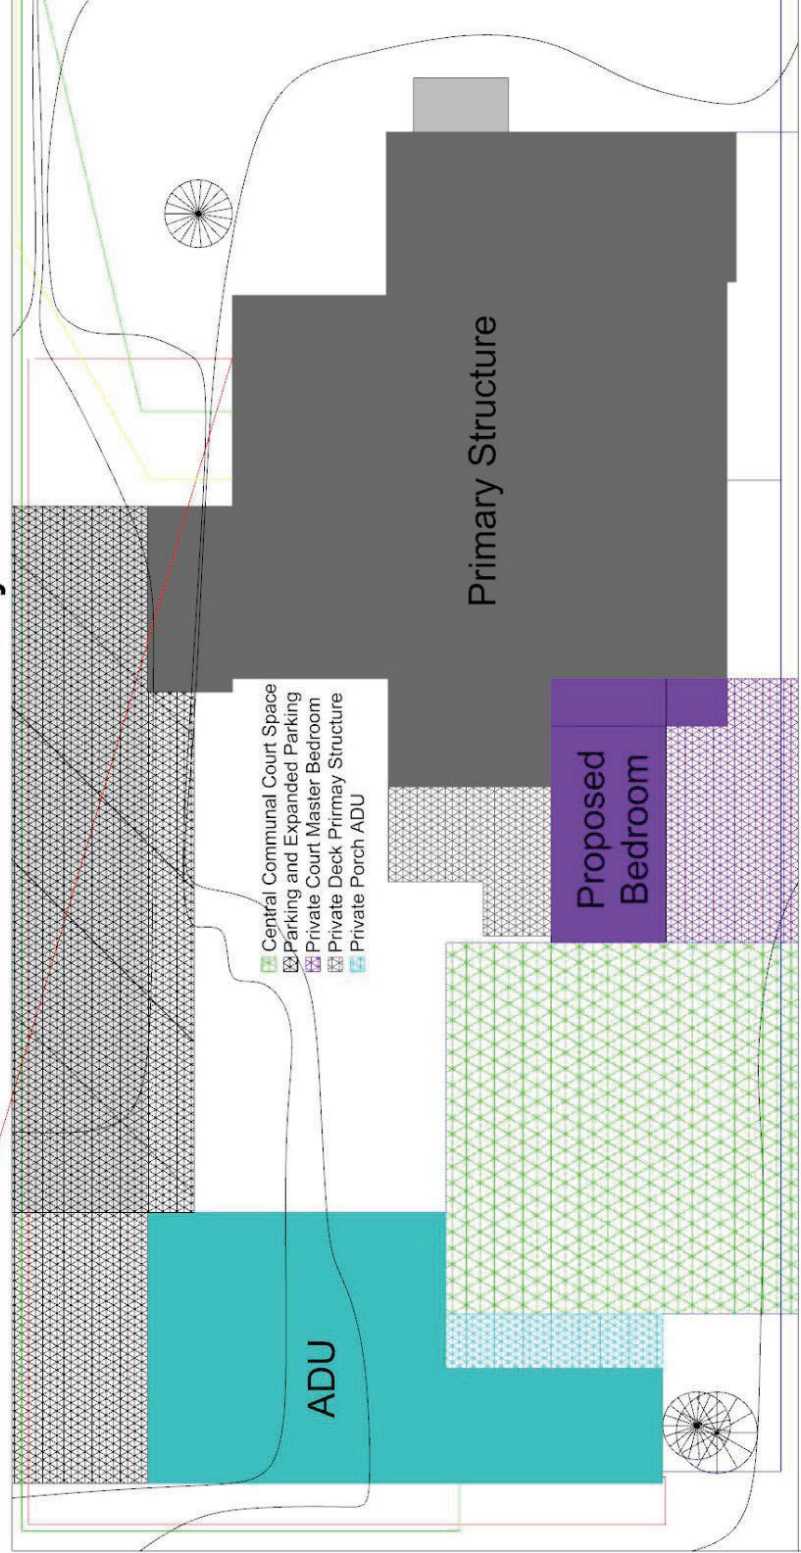 Central Communal Court Space
Parking and Expanded Parking
Private Court Master Bedroom
Private Deck Prirmay Structure
Private Porch ADU
ADU
Primary Structure
Proposed
Bedroom